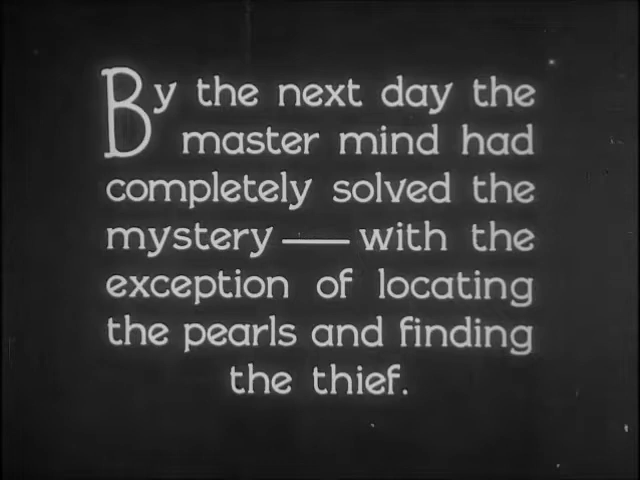 By the next day the
master mind had
completely solved the
mystery — with the
exception of locating
the pearls and finding
the thief.